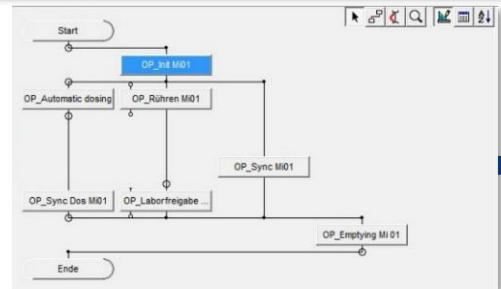 Start
OP_Init Mi01
OP_Automatic dosing
OP_Rühren Mi01
OP_Sync Mi01
OP_Sync Dos Mi01
OP_Laborfreigabe ...
OP_Emptying Mi 01
Ende